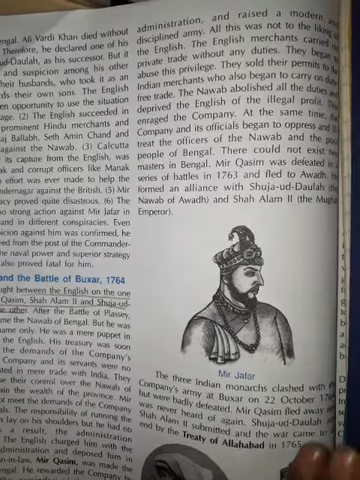 engal. Ali Vardi Khan died without
Therefore, he declared one of his
ud-Daulah, as his successor. But it
and suspicion among his other
their husbands, who took it as an
rds their own sons. The English
en opportunity to use the situation
age. (2) The English succeeded in
prominent Hindu merchants and
aj Ballubh, Seth Amin Chand and
against the Nawab. (3) Calcutta
its capture from the English, was
and corrupt officers like Manak
effort was ever made to help the
ndernagar against the British. (5) Mir
acy proved quite disastrous. (6) The
no strong action against Mir Jafar in
and in different conspiracies. Even
icion against him was confirmed, he
ved from the post of the Commander-
the naval power and superior strategy
also proved fatal for him.
and the Battle of Buxar, 1764
ught between the English on the one
Qasim, Shah Alam II and Shuja-ud-
he other. After the Battle of Plassey,
me the Nawab of Bengal. But he was
ame only. He was a mere puppet in
the English. His treasury was soon
the demands of the Company's
Company and its servants were no
sted in mere trade with India. They
se their control over the Nawab of
ain the wealth of the province. Mir
ot meet the demands of the Company
als. The responsibility of running the
n lay on his shoulders but he had no
s a result, the administration
The English charged him with the
dministration and deposed him in
n-in-law, Mir Qasim, was made the
engal. He rewarded the Company
administration, and raised a modern and
disciplined army. All this was not to the liking
the English. The English merchants carried
private trade without any duties. They began
abuse this privilege. They sold their permits to
Indian merchants who also began to carry on duty
free trade. The Nawab abolished all the duties and
deprived the English of the illegal profit. This
enraged the Company. At the same time,
Company and its officials began to oppress and
treat the officers of the Nawab and the poor
people of Bengal. There could not exist two
masters in Bengal. Mir Qasim was defeated in
series of battles in 1763 and fled to Awadh. He
formed an alliance with Shuja-ud-Daulah (the
Nawab of Awadh) and Shah Alam II (the Mughal
Emperor).
Mir Jafar
The three Indian monarchs clashed with the
Company's army at Buxar on 22 October 1764
but were badly defeated. Mir Qasim fled away and
was never heard of again. Shuja-ud-Daulah and
Shah Alam II submitted and the war came to
end by the Treaty of Allahabad in 1765.